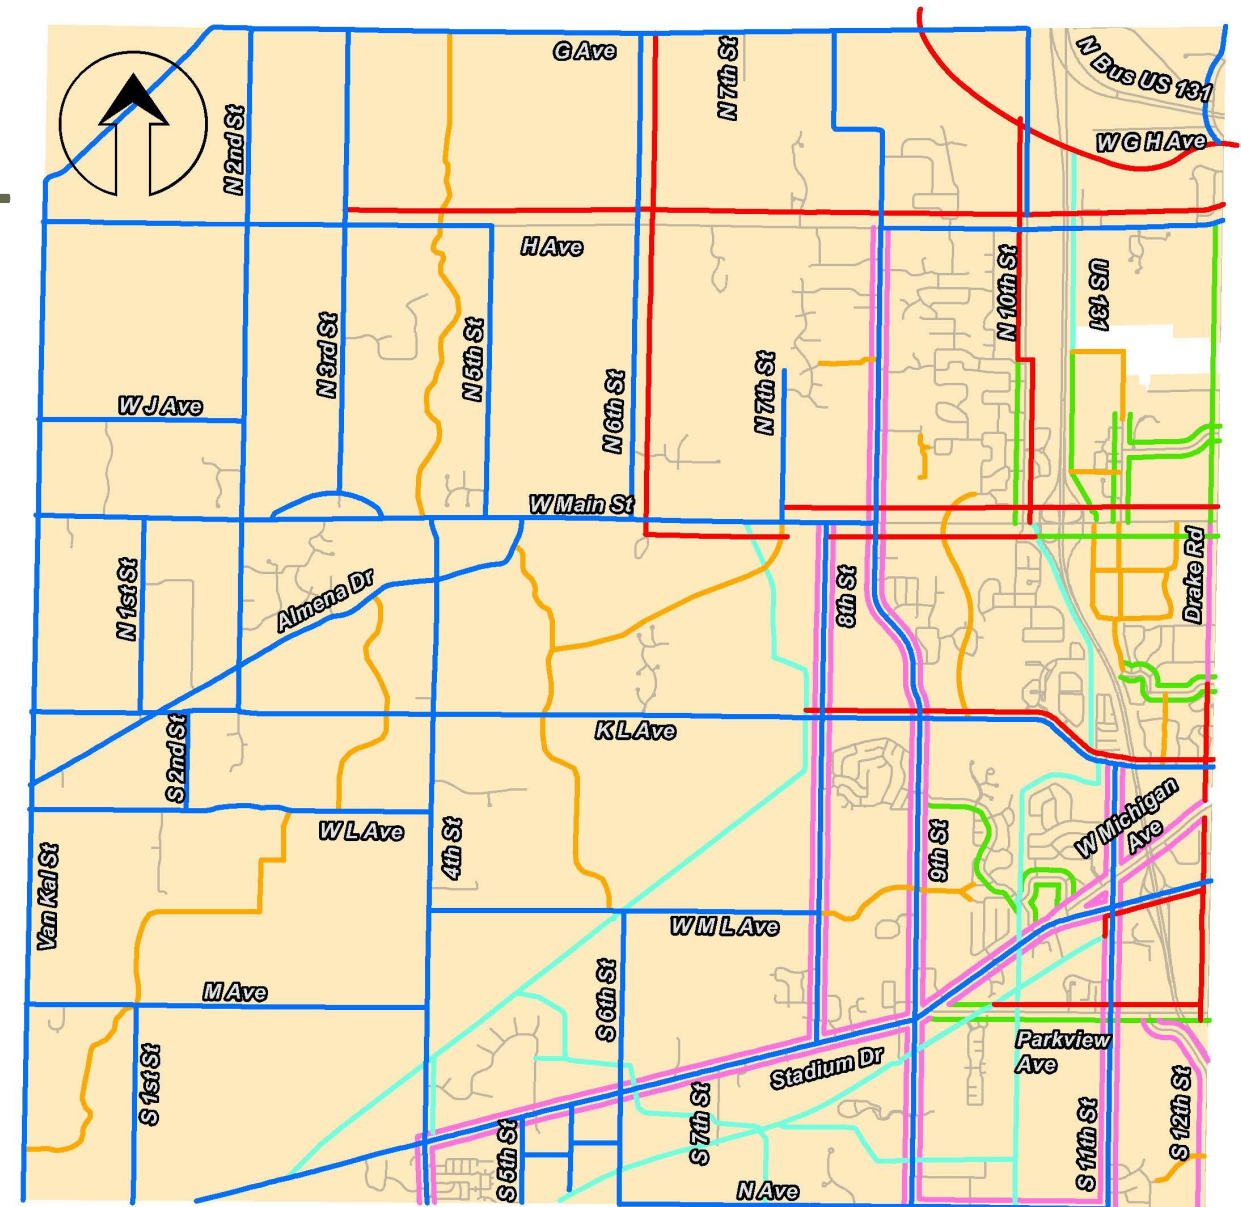 G Ave
N 7th St
N Bus US 131
W G H Ave
N 2nd St
H Ave
N 10th St
US 131
N 3rd St
N 5th St
N 6th St
N 7th St
W J Ave
W Main St
Drake Rd
N 1st St
Almena Dr
8th St
K L Ave
S 2nd St
W L Ave
4th St
9th St
W Michigan
Ave
Van Kal St
W M L Ave
M Ave
S 6th St
Parkview
Ave
Stadium Dr
S 1st St
S 5th St
S 7th St
S 11th St
S 12th St
N Ave